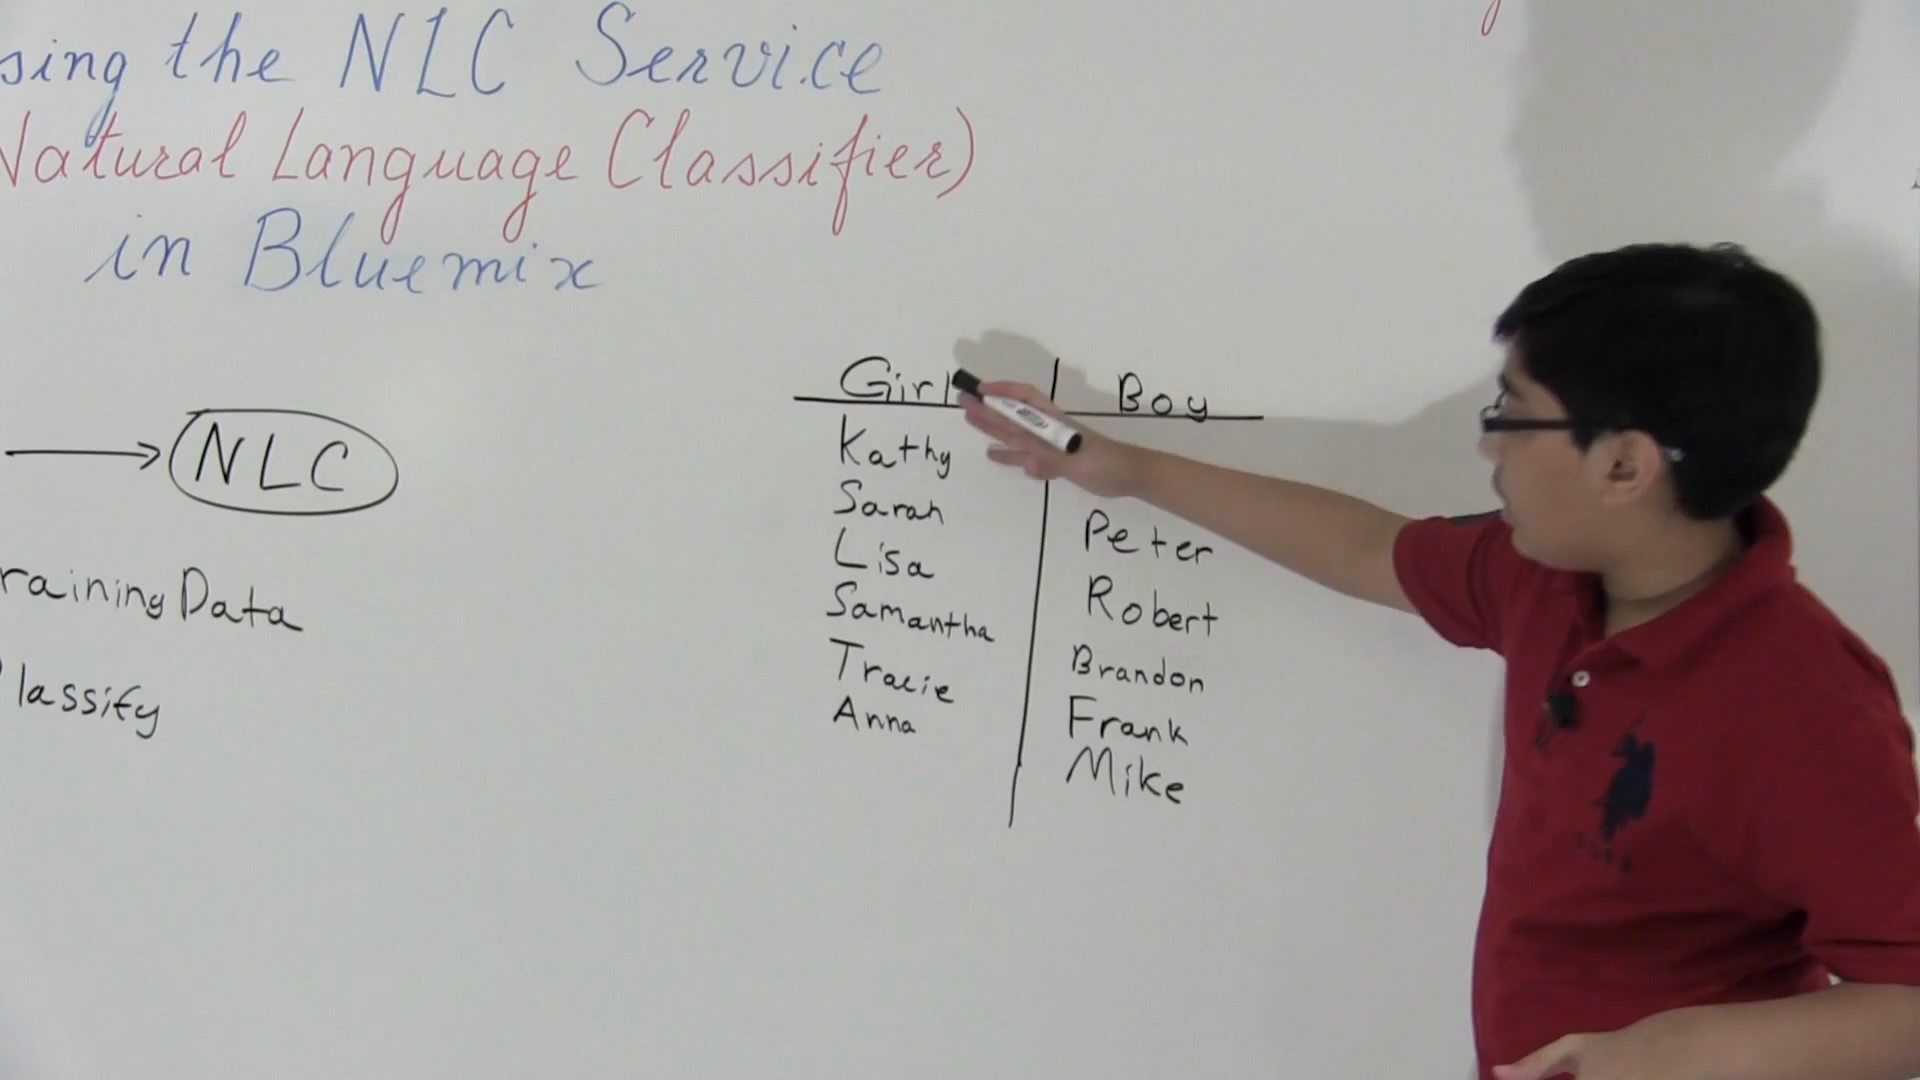 sing the NLC Service
Natural Language Classifier)
in Bluemix
NLC
raining Data
lassify
Girl
Boy
Kathy
Sarah
Lisa
Samantha
Tracie
Anna
Peter
Robert
Brandon
Frank
Mike